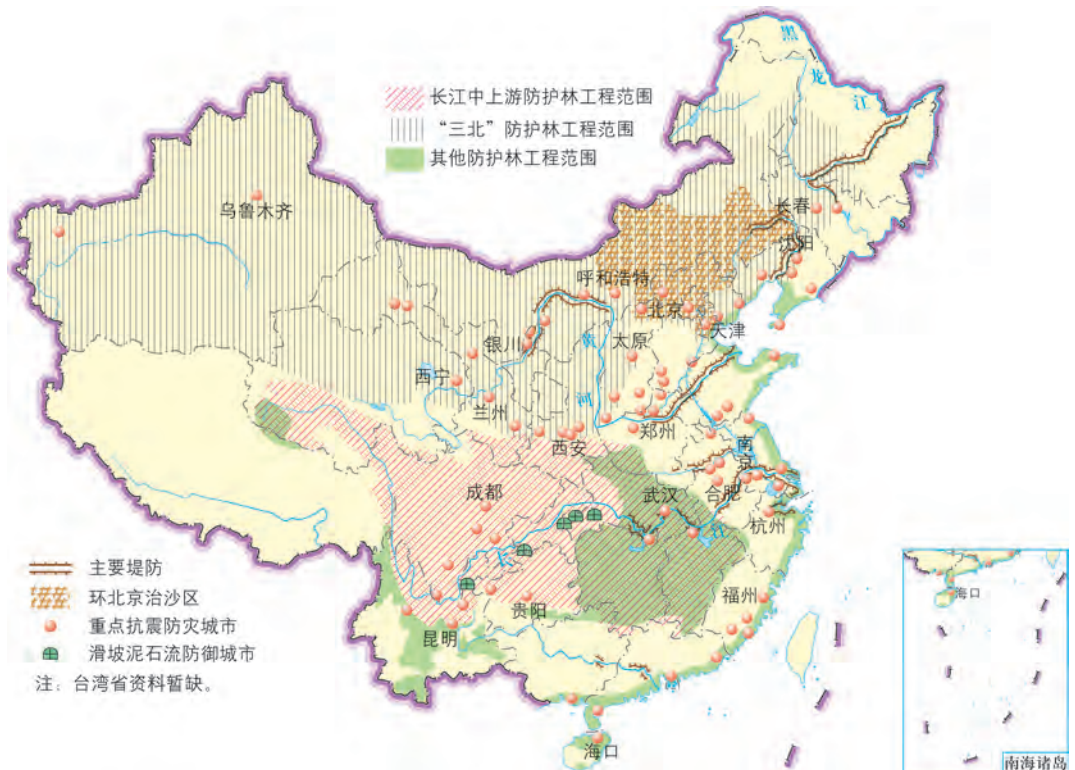 黑
龙
江
长江中上游防护林工程范围
“三北”防护林工程范围
其他防护林工程范围
乌鲁木齐
长春
沈阳
呼和浩特
北京
天津
银川
黄
太原
西宁
河
兰州
郑州
西安
南京
成都
武汉
合肥
长
江
杭州
主要堤防
环北京治沙区
重点抗震防灾城市
滑坡泥石流防御城市
注：台湾省资料暂缺。
贵阳
福州
昆明
海口
海口
南海诸岛